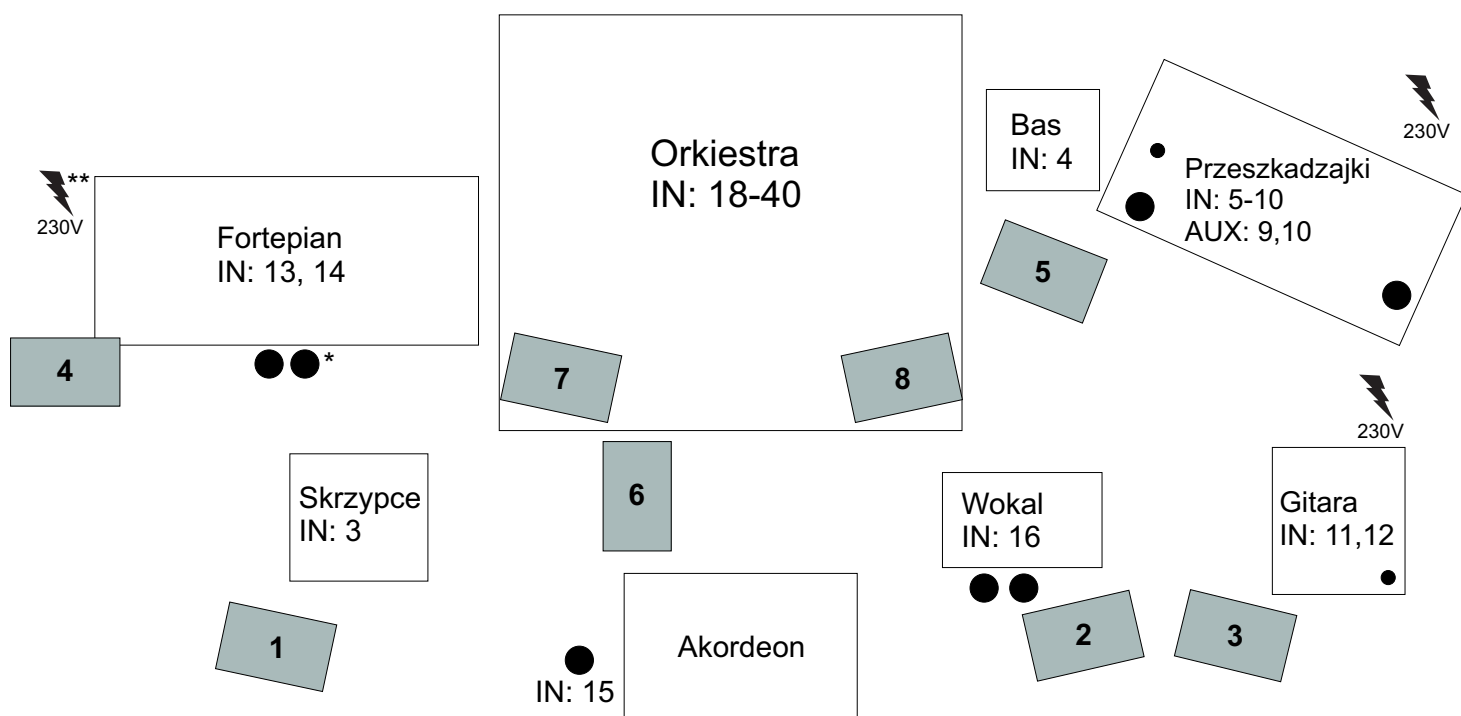 Orkiestra
IN: 18-40
Bas
IN: 4
230V
Przeszkadzajki
IN: 5-10
AUX: 9,10
**
230V
Fortepian
IN: 13, 14
5
4
*
7
8
230V
Skrzypce
IN: 3
6
Wokal
IN: 16
Gitara
IN: 11,12
1
2
3
Akordeon
IN: 15